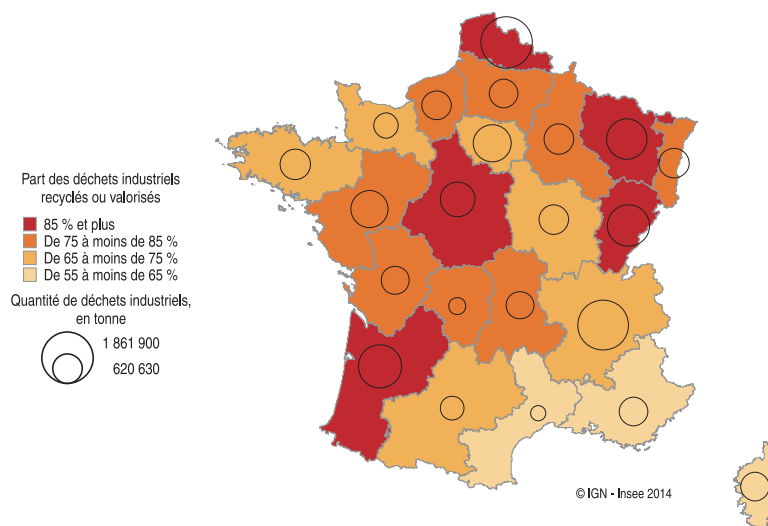 Part des déchets industriels
recyclés ou valorisés
85 % et plus
De 75 à moins de 85 %
De 65 à moins de 75 %
De 55 à moins de 65 %
Quantité de déchets industriels,
en tonne
1 861 900
620 630
© IGN - Insee 2014